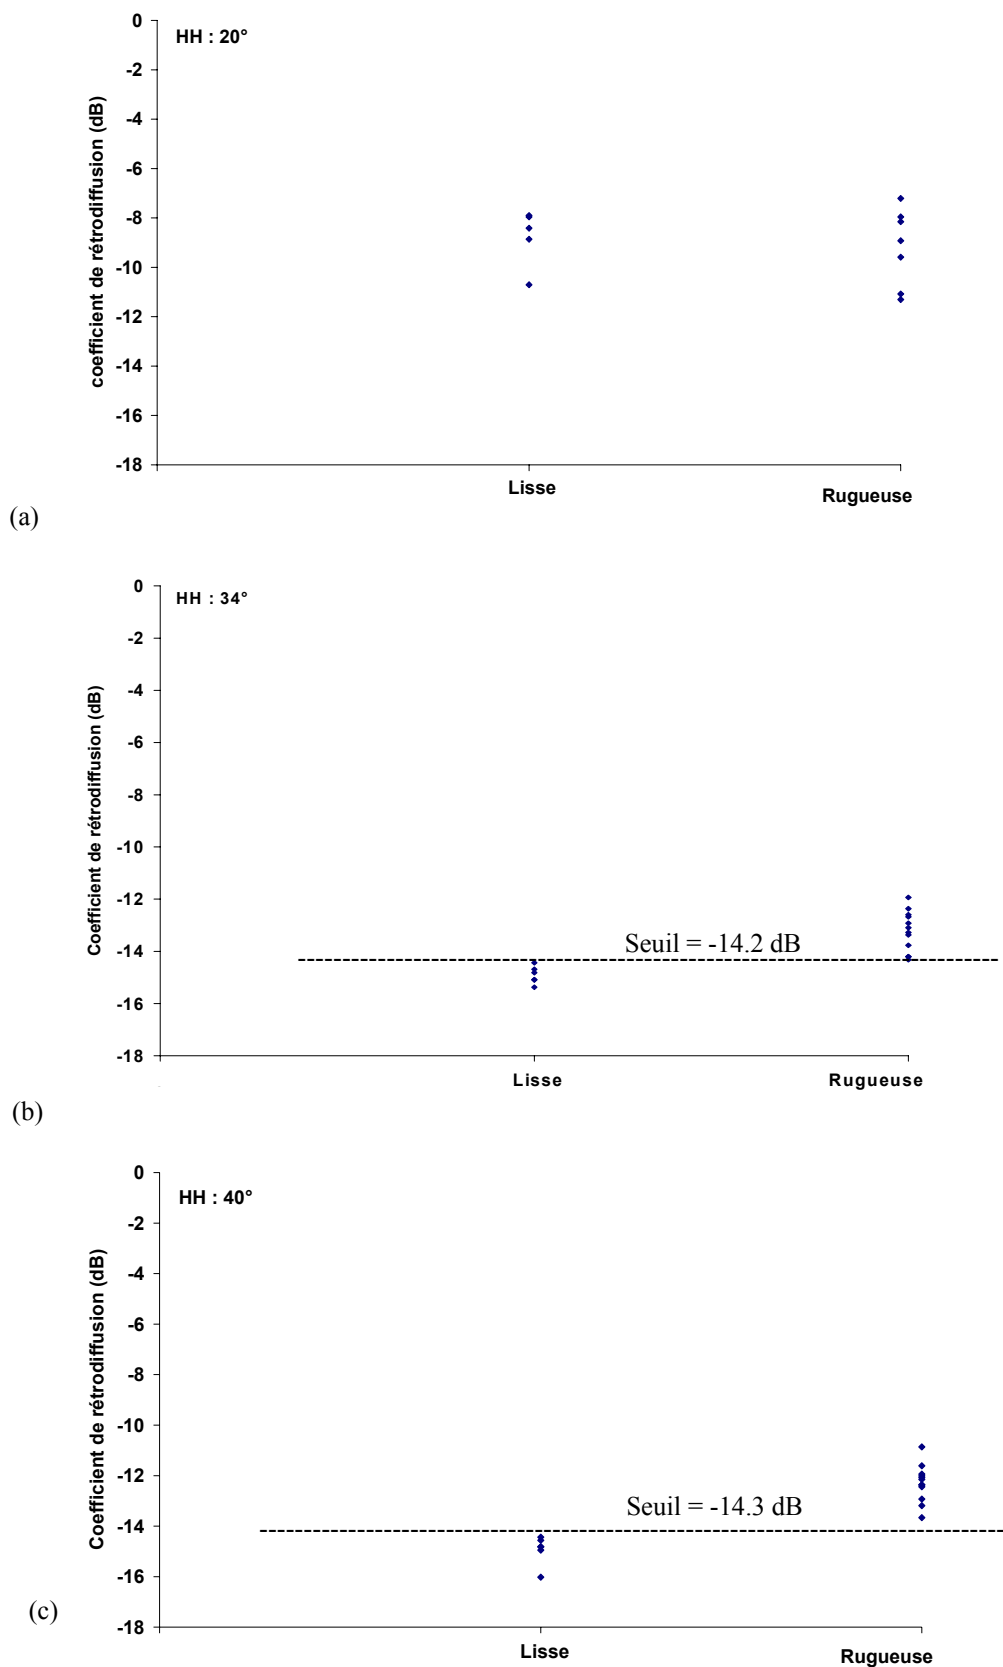 0
HH : 20°
-2
-4
-6
-8
-10
-12
-14
-16
-18
coefficient de rétrodiffusion (dB)
Lisse
Rugueuse
(a)
0
HH : 34°
-2
-4
-6
-8
-10
-12
-14
-16
-18
Coefficient de rétrodiffusion (dB)
Seuil = -14.2 dB
Lisse
Rugueuse
(b)
0
HH : 40°
-2
-4
-6
-8
-10
-12
-14
-16
-18
Coefficient de rétrodiffusion (dB)
Seuil = -14.3 dB
(c)
Lisse
Rugueuse